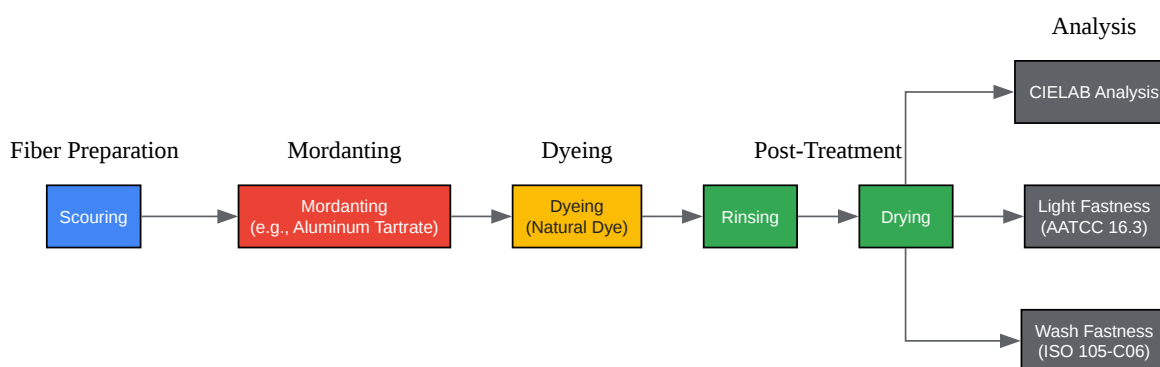 Analysis
CIELAB Analysis
Fiber Preparation
Mordanting
Dyeing
Post-Treatment
Scouring
Mordanting
(e.g., Aluminum Tartrate)
Dyeing
(Natural Dye)
Rinsing
Drying
Light Fastness
(AATCC 16.3)
Wash Fastness
(ISO 105-C06)